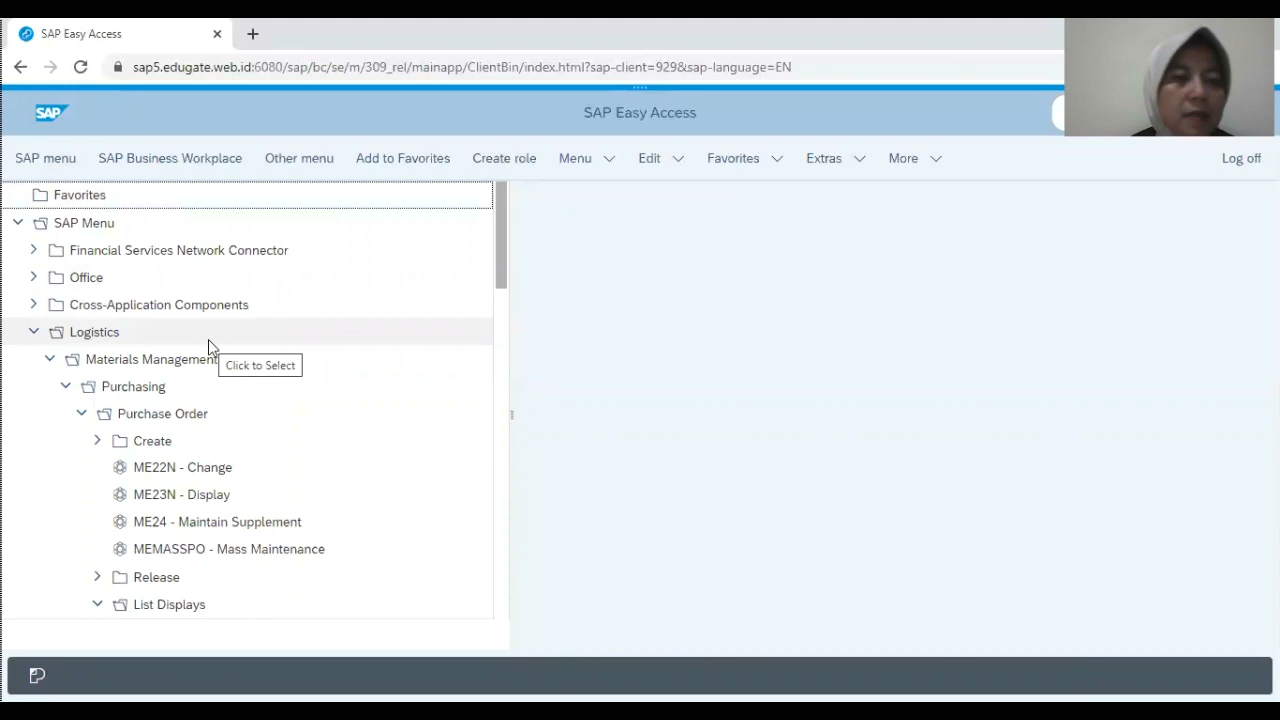 SAP Easy Access
sap5.edugate.web.id:6080/sap/bc/se/m/309_rel/mainapp/ClientBin/index.html?sap-client=929&sap-language=EN
SAP
SAP Easy Access
SAP menu SAP Business Workplace Other menu Add to Favorites Create role Menu Edit Favorites Extras More Log off
Favorites
SAP Menu
Financial Services Network Connector
Office
Cross-Application Components
Logistics
Materials Management
Click to Select
Purchasing
Purchase Order
Create
ME22N - Change
ME23N - Display
ME24 - Maintain Supplement
MEMASSPO - Mass Maintenance
Release
List Displays